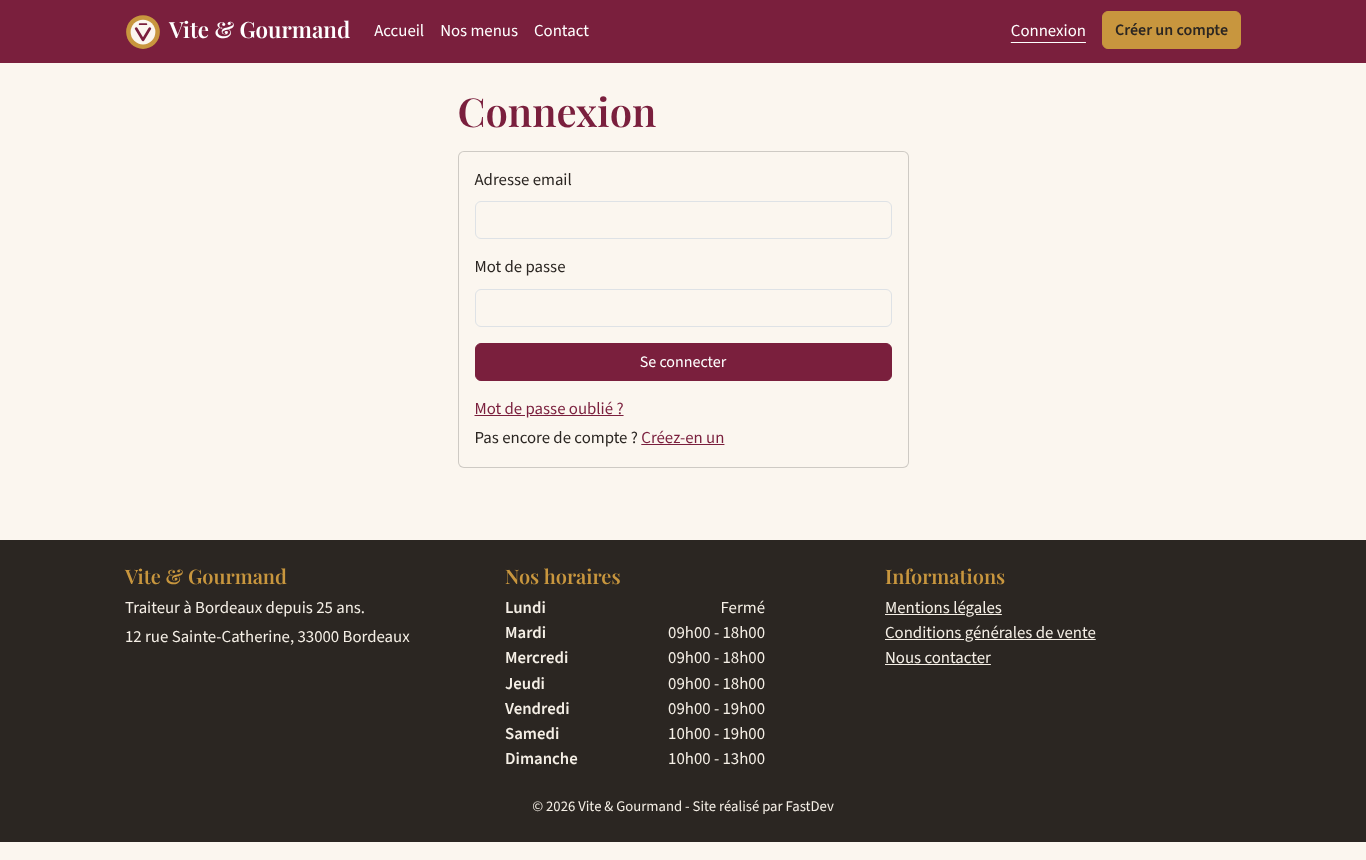 Vite & Gourmand
Accueil
Nos menus
Contact
Connexion
Créer un compte
Connexion
Adresse email
Mot de passe
Se connecter
Mot de passe oublié ?
Pas encore de compte ? Créez-en un
Vite & Gourmand
Traiteur à Bordeaux depuis 25 ans.
12 rue Sainte-Catherine, 33000 Bordeaux
Nos horaires
Lundi Fermé
Mardi 09h00 - 18h00
Mercredi 09h00 - 18h00
Jeudi 09h00 - 18h00
Vendredi 09h00 - 19h00
Samedi 10h00 - 19h00
Dimanche 10h00 - 13h00
Informations
Mentions légales
Conditions générales de vente
Nous contacter
© 2026 Vite & Gourmand - Site réalisé par FastDev